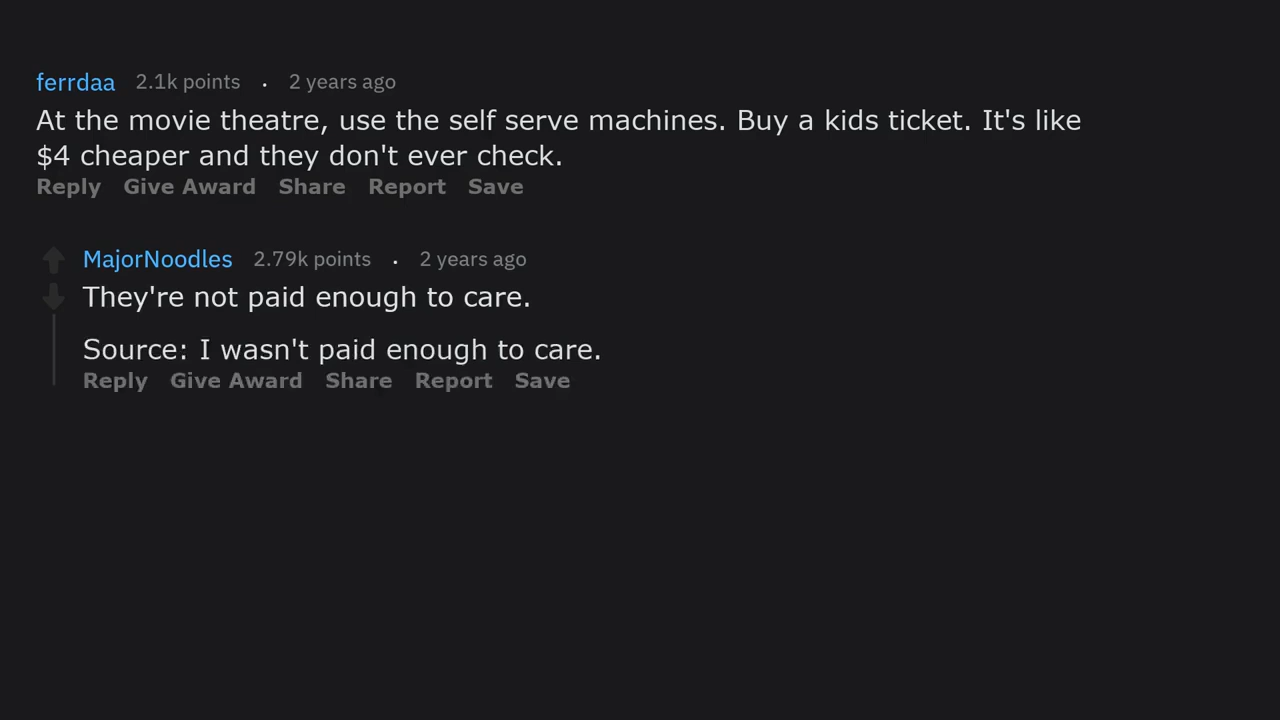 ferrdaa 2.1k points . 2 years ago
At the movie theatre, use the self serve machines. Buy a kids ticket. It's like
$4 cheaper and they don't ever check.
Reply Give Award Share Report Save
MajorNoodles 2.79k points . 2 years ago
They're not paid enough to care.
Source: I wasn't paid enough to care.
Reply Give Award Share Report Save